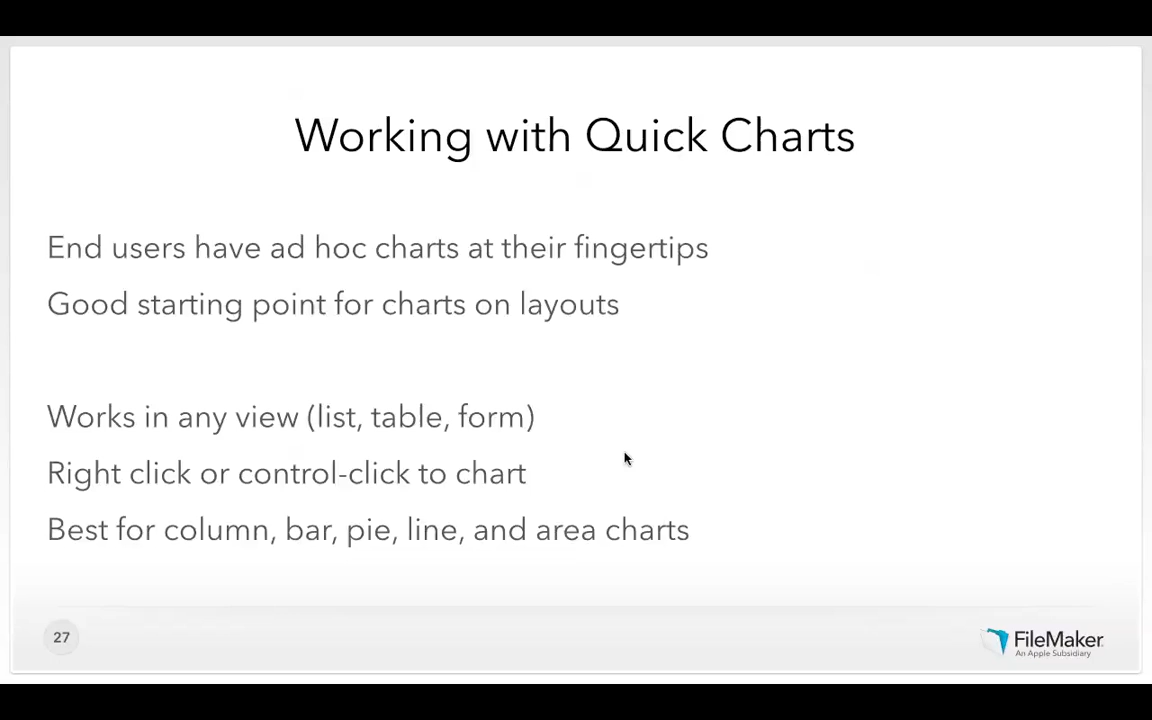 Working with Quick Charts
End users have ad hoc charts at their fingertips
Good starting point for charts on layouts
Works in any view (list, table, form)
Right click or control-click to chart
Best for column, bar, pie, line, and area charts
27
FileMaker
An Apple Subsidiary